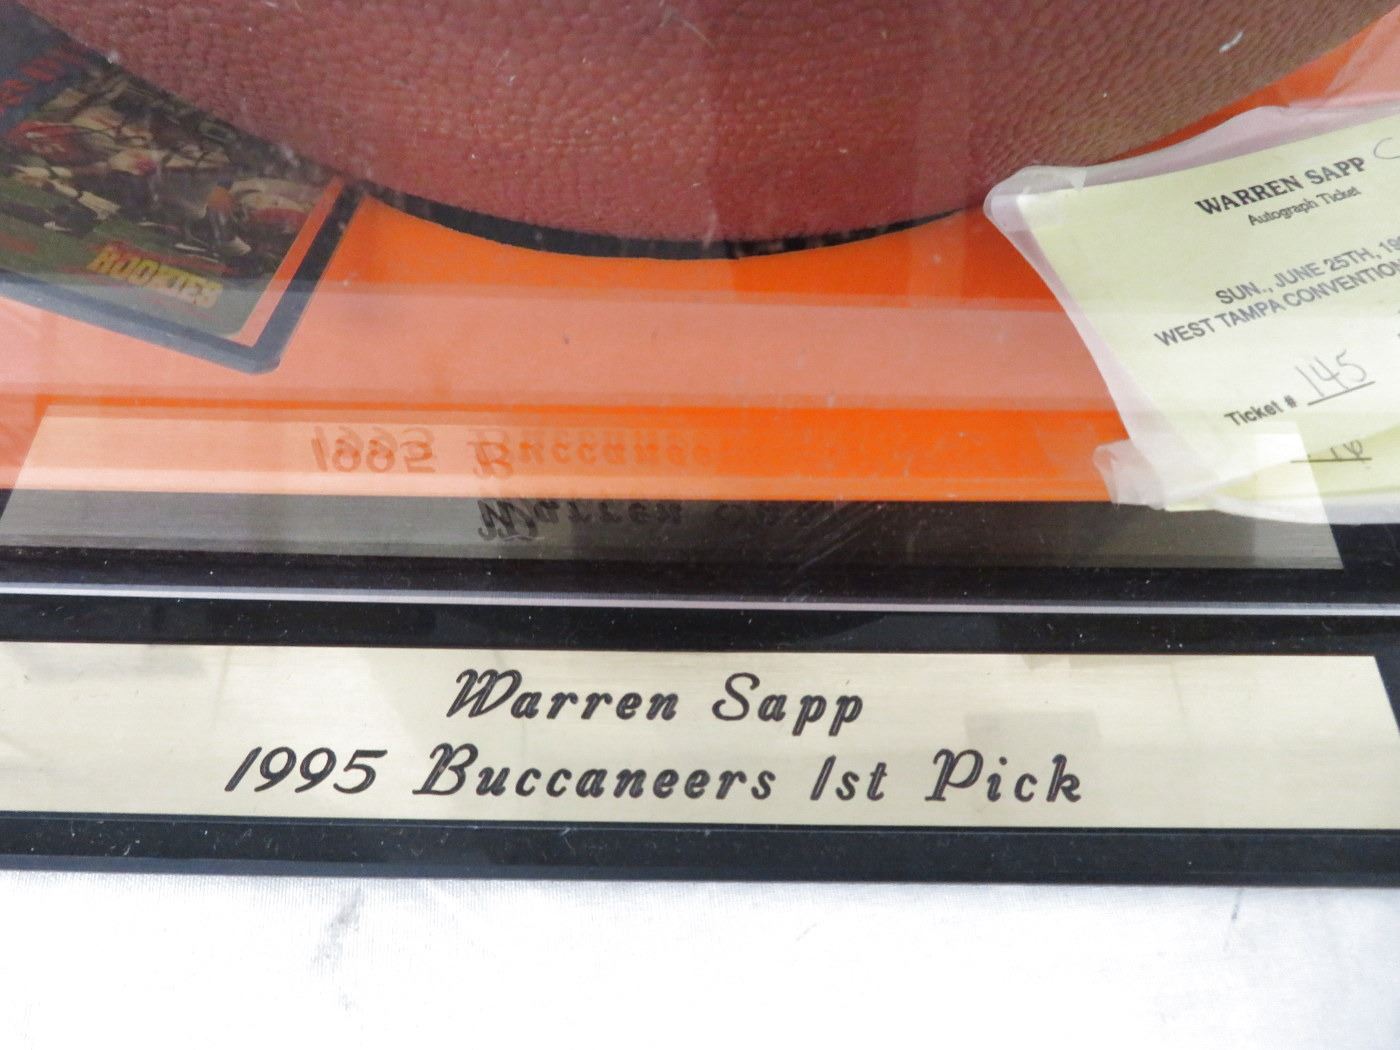 ROOKIES
WARREN SAPP
Autograph Ticket
SUN., JUNE 25TH, 19
WEST TAMPA CONVENTION
Ticket # 145
Warren Sapp
1995 Buccaneers 1st Pick